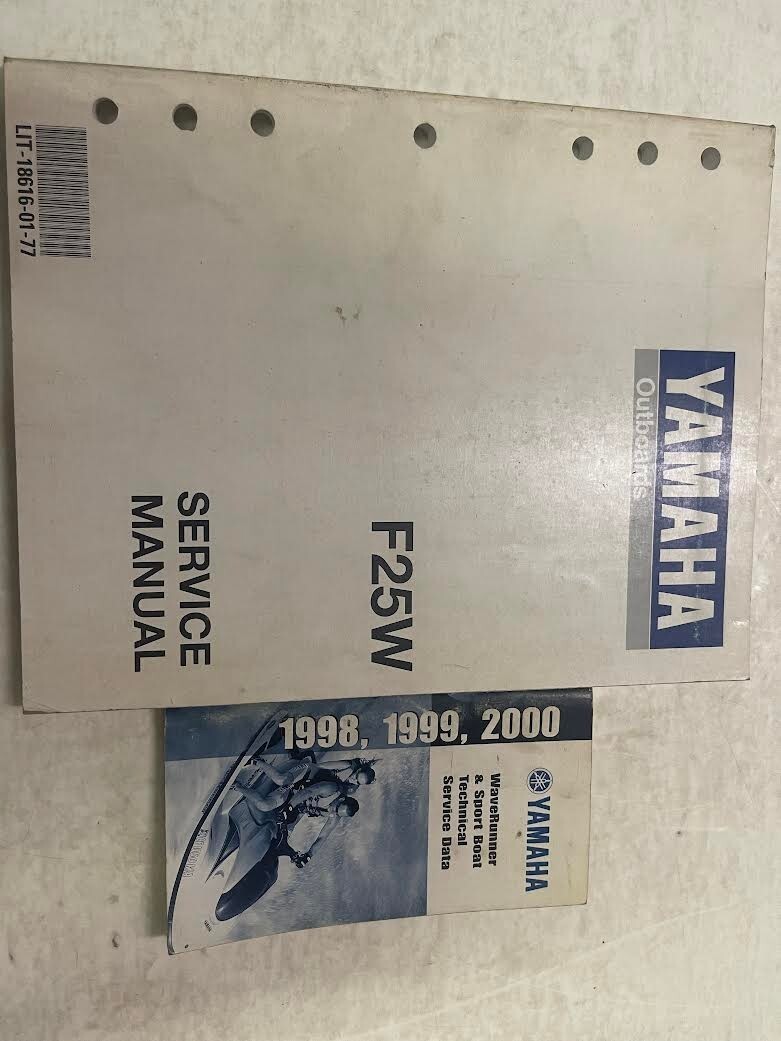 YAMAHA
Outboards
F25W
SERVICE
MANUAL
LIT-18616-01-77
YAMAHA
WaveRunner
& Sport Boat
Technical
Service Data
1998, 1999, 2000